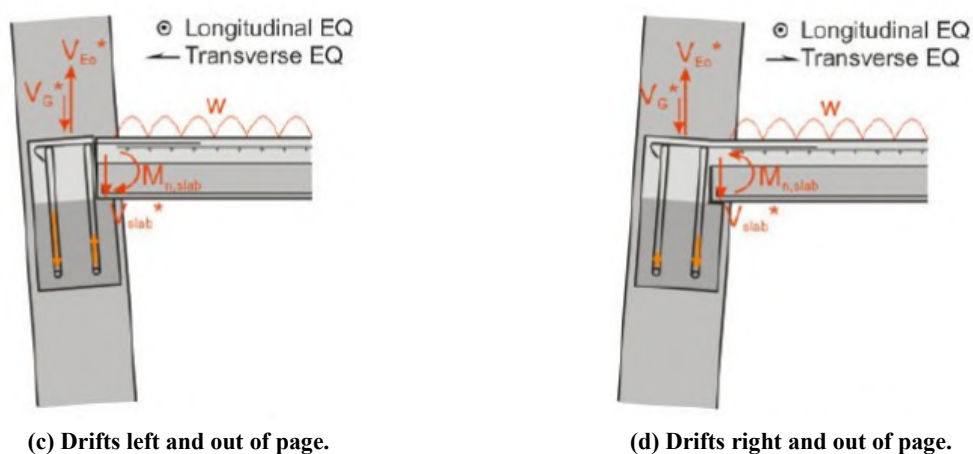 ⊙ Longitudinal EQ
Transverse EQ
V_Eo*
V_G*
w
M_n,slab
V_slab*
(c) Drifts left and out of page.
⊙ Longitudinal EQ
Transverse EQ
V_Eo*
V_G*
w
M_n,slab
V_slab*
(d) Drifts right and out of page.